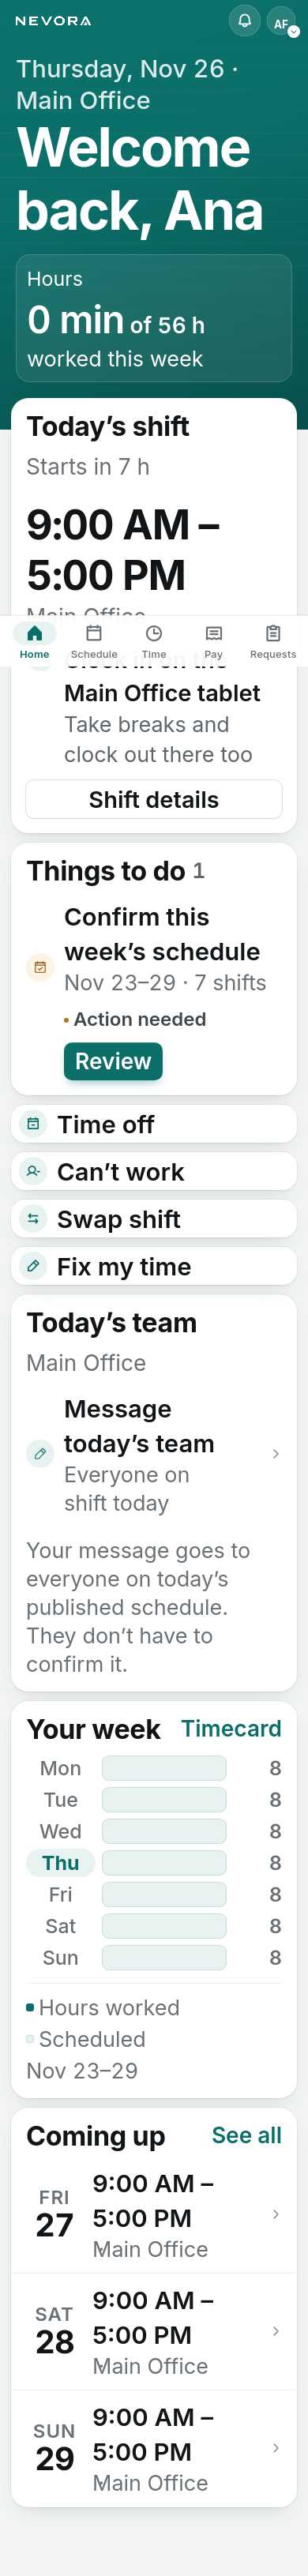 NEVORA
AF
Thursday, Nov 26 ·
Main Office
Welcome
back, Ana
Hours
0 min of 56 h
worked this week
Today’s shift
Starts in 7 h
9:00 AM –
5:00 PM
Main Office
Home Schedule Time Pay Requests
Clock in on the
Main Office tablet
Take breaks and
clock out there too
Shift details
Things to do 1
Confirm this
week’s schedule
Nov 23–29 · 7 shifts
Action needed
Review
Time off
Can’t work
Swap shift
Fix my time
Today’s team
Main Office
Message
today’s team
Everyone on
shift today
Your message goes to
everyone on today’s
published schedule.
They don’t have to
confirm it.
Your week Timecard
Mon 8
Tue 8
Wed 8
Thu 8
Fri 8
Sat 8
Sun 8
Hours worked
Scheduled
Nov 23–29
Coming up See all
FRI
27
9:00 AM –
5:00 PM
Main Office
SAT
28
9:00 AM –
5:00 PM
Main Office
SUN
29
9:00 AM –
5:00 PM
Main Office